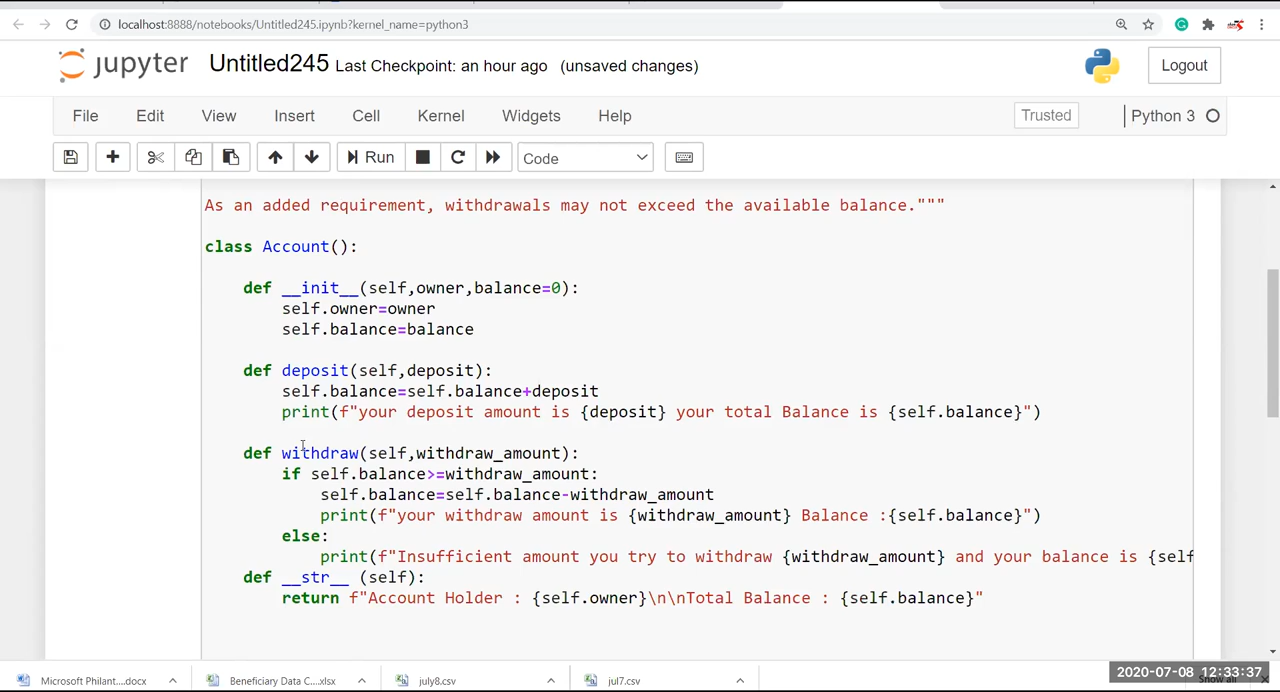 localhost:8888/notebooks/Untitled245.ipynb?kernel_name=python3
jupyter Untitled245 Last Checkpoint: an hour ago (unsaved changes) Logout
File Edit View Insert Cell Kernel Widgets Help Trusted Python 3
Run Code
As an added requirement, withdrawals may not exceed the available balance."""
class Account():
def __init__(self,owner,balance=0):
self.owner=owner
self.balance=balance
def deposit(self,deposit):
self.balance=self.balance+deposit
print(f"your deposit amount is {deposit} your total Balance is {self.balance}")
def withdraw(self,withdraw_amount):
if self.balance>=withdraw_amount:
self.balance=self.balance-withdraw_amount
print(f"your withdraw amount is {withdraw_amount} Balance :{self.balance}")
else:
print(f"Insufficient amount you try to withdraw {withdraw_amount} and your balance is {self
def __str__ (self):
return f"Account Holder : {self.owner}\n\nTotal Balance : {self.balance}"
Microsoft Philant....docx Beneficiary Data C....xlsx july8.csv jul7.csv Show all
2020-07-08 12:33:37